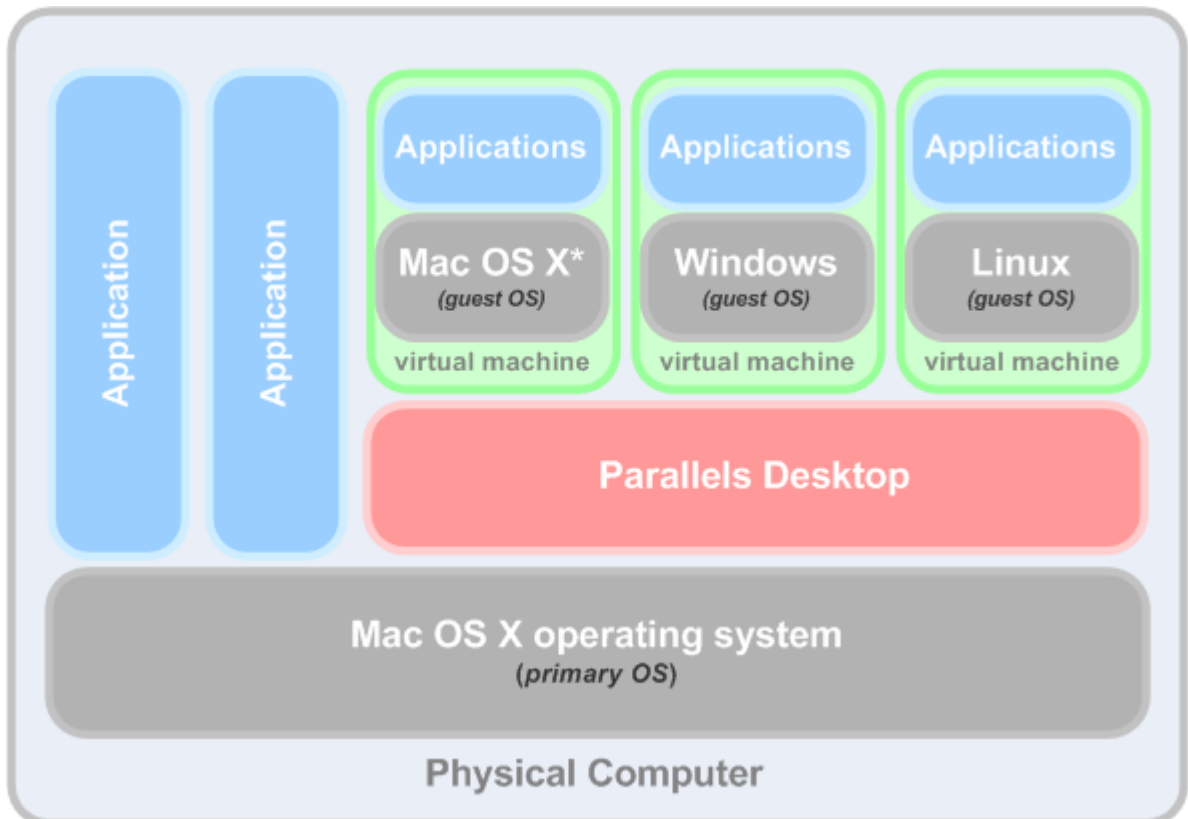 Application
Application
Applications
Mac OS X*
(guest OS)
virtual machine
Applications
Windows
(guest OS)
virtual machine
Applications
Linux
(guest OS)
virtual machine
Parallels Desktop
Mac OS X operating system
(primary OS)
Physical Computer